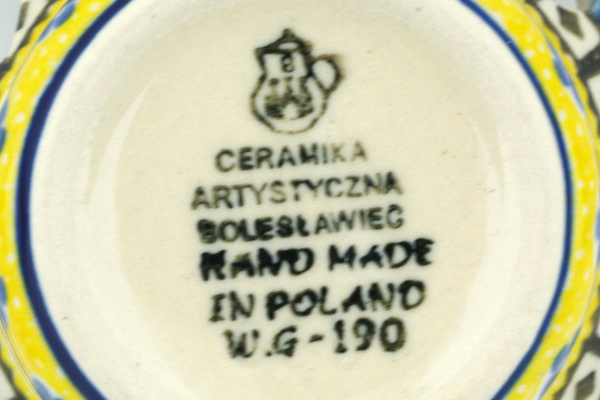 CERAMIKA
ARTYSTYCZNA
BOLESŁAWIEC
HAND MADE
IN POLAND
W.G-190